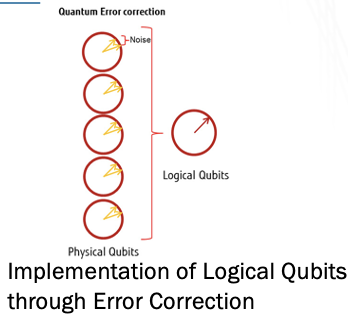 Quantum Error correction
Noise
Logical Qubits
Physical Qubits
Implementation of Logical Qubits
through Error Correction